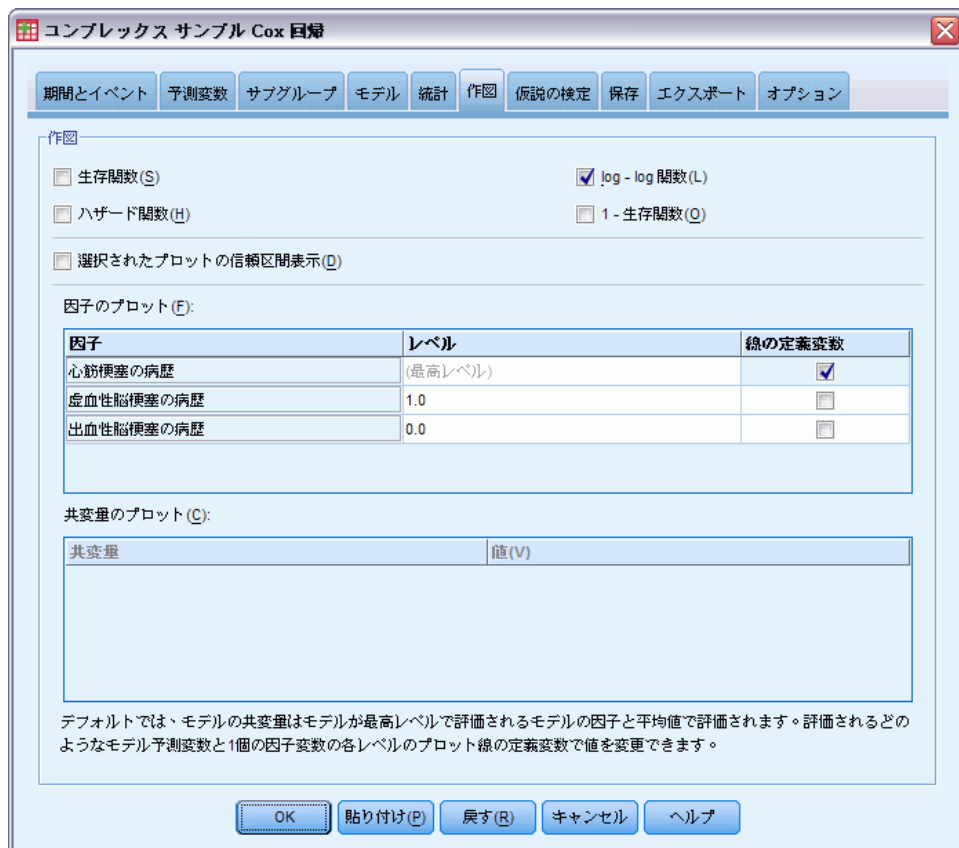 コンプレックス サンプル Cox 回帰
期間とイベント 予測変数 サブグループ モデル 統計 作図 仮説の検定 保存 エクスポート オプション
作図
生存関数(S) log - log 関数(L)
ハザード関数(H) 1 - 生存関数(O)
選択されたプロットの信頼区間表示(D)
因子のプロット(F):
因子 レベル 線の定義変数
心筋梗塞の病歴 (最高レベル)
虚血性脳梗塞の病歴 1.0
出血性脳梗塞の病歴 0.0
共変量のプロット(C):
共変量 値(V)
デフォルトでは、モデルの共変量はモデルが最高レベルで評価されるモデルの因子と平均値で評価されます。評価されるどの
ようなモデル予測変数と1個の因子変数の各レベルのプロット線の定義変数で値を変更できます。
OK 貼り付け(P) 戻す(R) キャンセル ヘルプ